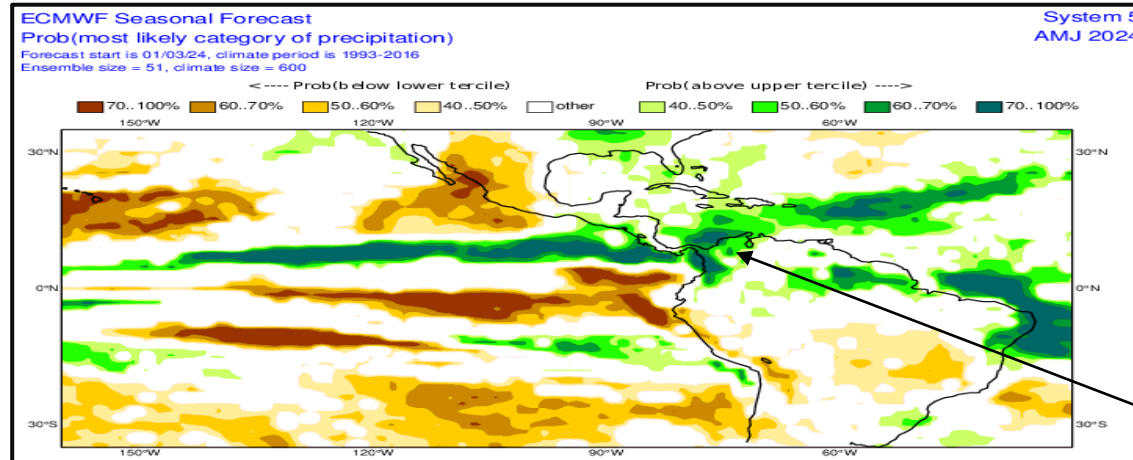 ECMWF Seasonal Forecast
System 5
Prob(most likely category of precipitation)
AMJ 2024
Forecast start is 01/03/24, climate period is 1993-2016
Ensemble size = 51, climate size = 600
<---- Prob(below lower tercile)
Prob(above upper tercile) ---->
70..100% 60..70% 50..60% 40..50% other 40..50% 50..60% 60..70% 70..100%
150°W 120°W 90°W 60°W
30°N 30°N
0°N 0°N
30°S 30°S
150°W 120°W 90°W 60°W